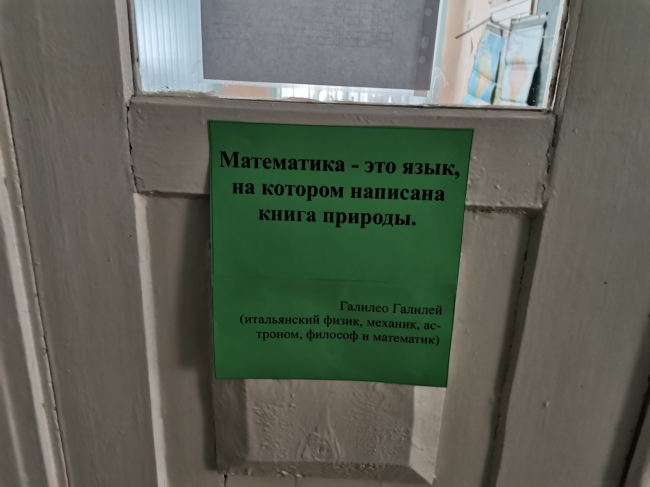 Математика - это язык,
на котором написана
книга природы.
Галилео Галилей
(итальянский физик, механик, ас-
троном, философ и математик)